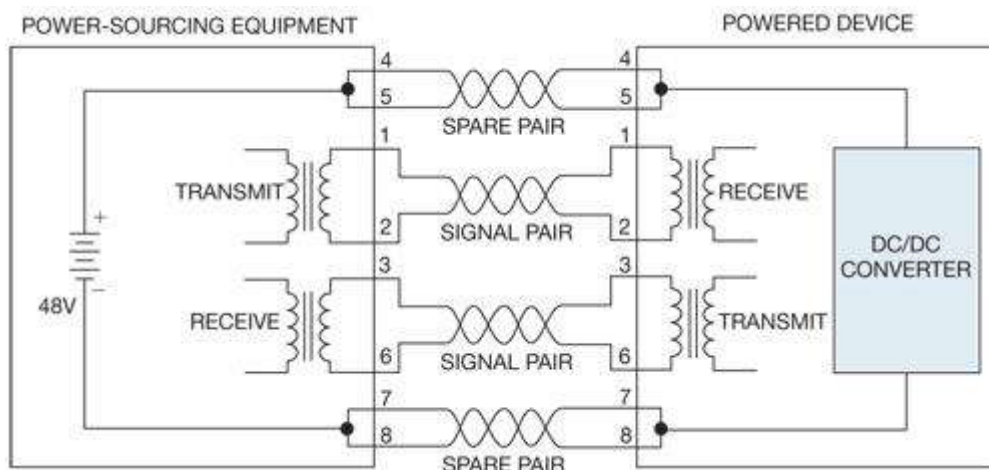 POWER-SOURCING EQUIPMENT
POWERED DEVICE
4
4
5
5
SPARE PAIR
1
1
TRANSMIT
RECEIVE
2
2
SIGNAL PAIR
+
–
48V
DC/DC
CONVERTER
3
3
RECEIVE
TRANSMIT
6
6
SIGNAL PAIR
7
7
8
8
SPARE PAIR